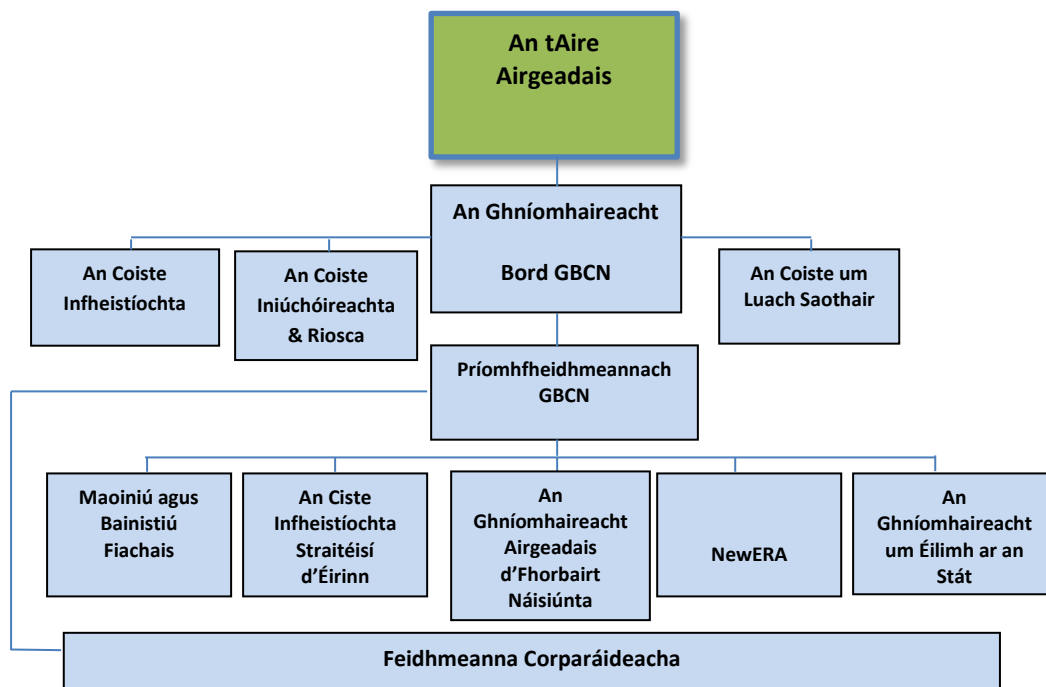 An tAire
Airgeadais
An Ghníomhaireacht
Bord GBCN
An Coiste
Infheistíochta
An Coiste
Iniúchóireachta
& Riosca
An Coiste um
Luach Saothair
Príomhfheidhmeannach
GBCN
Maoiniú agus
Bainistiú
Fiachais
An Ciste
Infheistíochta
Straitéisí
d'Éirinn
An
Ghníomhaireacht
Airgeadais
d'Fhorbairt
Náisiúnta
NewERA
An
Ghníomhaireacht
um Éilimh ar an
Stát
Feidhmeanna Corparáideacha